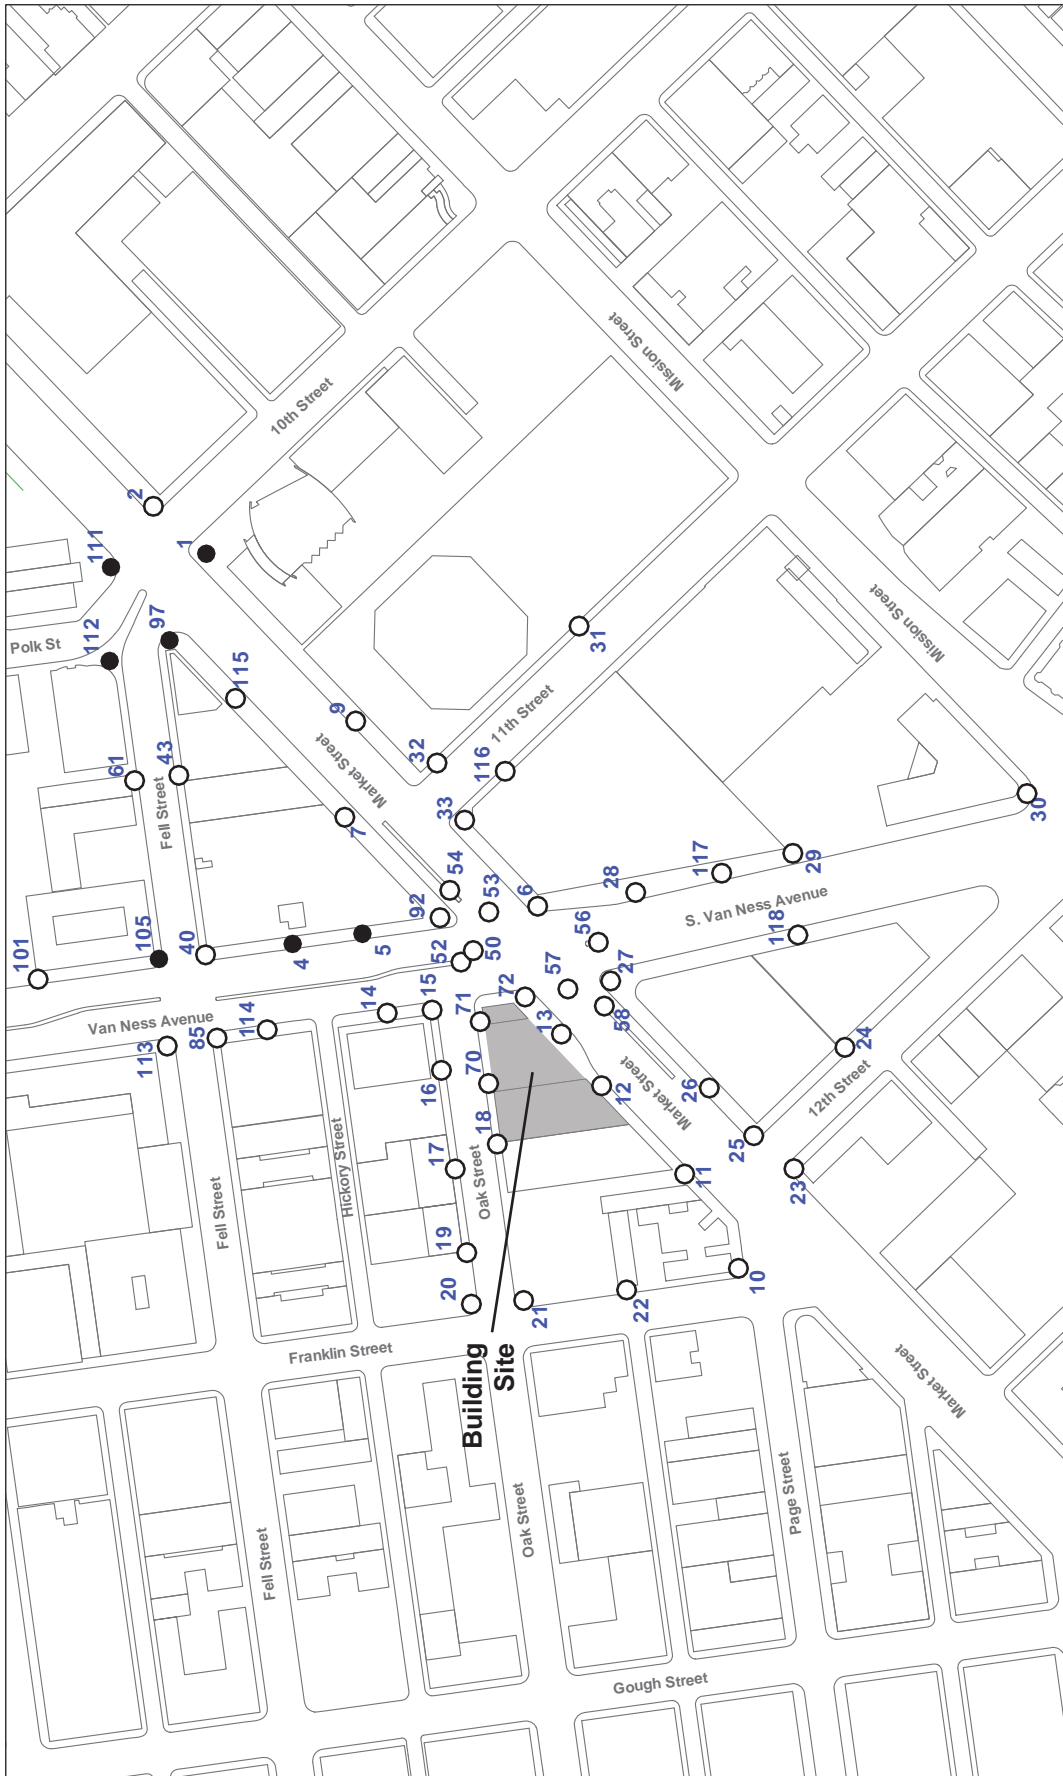 111
2
112
Polk St
97
1
10th Street
101
61
115
43
Fell Street
9
Mission Street
105
Market Street
32
31
40
7
11th Street
116
33
Van Ness Avenue
4
5
92
54
53
6
28
117
29
Mission Street
30
113
85
114
14
15
52
50
56
S. Van Ness Avenue
118
71
72
57
27
58
13
Fell Street
Hickory Street
16
70
12
Market Street
26
24
12th Street
17
18
Oak Street
11
25
23
19
20
21
22
10
Franklin Street
Building
Site
Market Street
Fell Street
Oak Street
Page Street
Gough Street